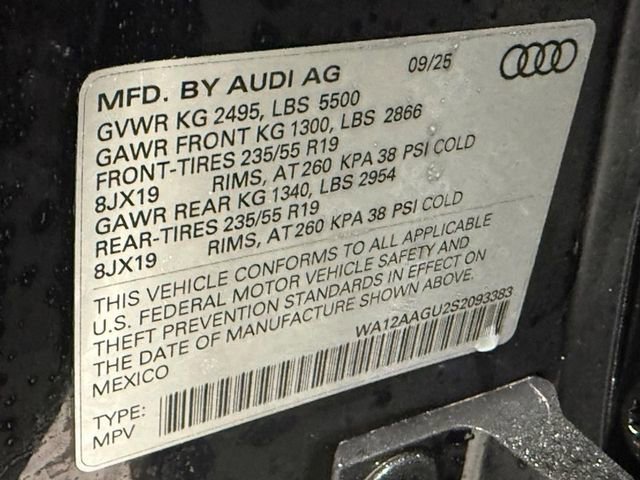 MFD. BY AUDI AG 09/25
GVWR KG 2495, LBS 5500
GAWR FRONT KG 1300, LBS 2866
FRONT-TIRES 235/55 R19
8JX19 RIMS, AT 260 KPA 38 PSI COLD
GAWR REAR KG 1340, LBS 2954
REAR-TIRES 235/55 R19
8JX19 RIMS, AT 260 KPA 38 PSI COLD
THIS VEHICLE CONFORMS TO ALL APPLICABLE
U.S. FEDERAL MOTOR VEHICLE SAFETY AND
THEFT PREVENTION STANDARDS IN EFFECT ON
THE DATE OF MANUFACTURE SHOWN ABOVE.
MEXICO WA12AAGU2S2093383
TYPE:
MPV